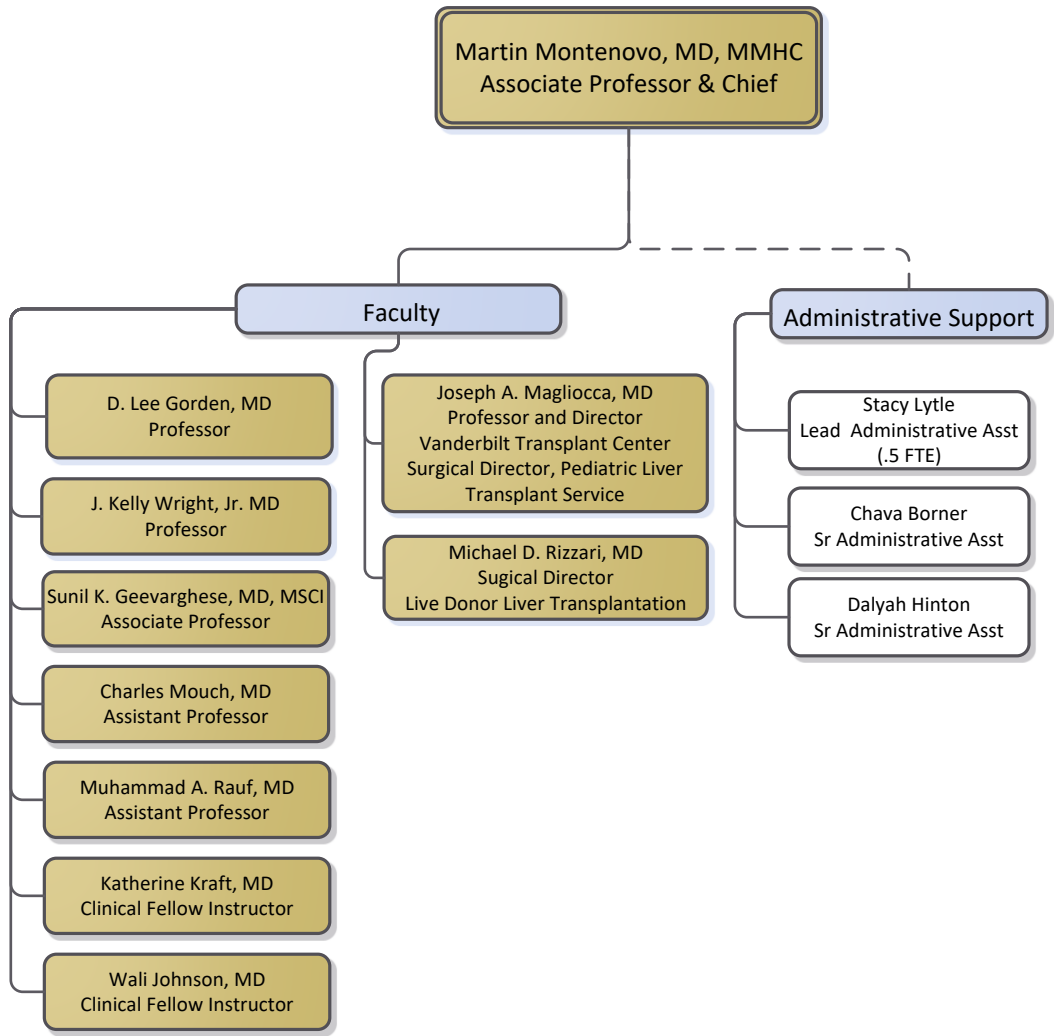 Martin Montenovo, MD, MMHC
Associate Professor & Chief
Faculty
D. Lee Gorden, MD
Professor
J. Kelly Wright, Jr. MD
Professor
Sunil K. Geevarghese, MD, MSCI
Associate Professor
Charles Mouch, MD
Assistant Professor
Muhammad A. Rauf, MD
Assistant Professor
Katherine Kraft, MD
Clinical Fellow Instructor
Wali Johnson, MD
Clinical Fellow Instructor
Joseph A. Magliocca, MD
Professor and Director
Vanderbilt Transplant Center
Surgical Director, Pediatric Liver
Transplant Service
Michael D. Rizzari, MD
Sugical Director
Live Donor Liver Transplantation
Administrative Support
Stacy Lytle
Lead Administrative Asst
(.5 FTE)
Chava Borner
Sr Administrative Asst
Dalyah Hinton
Sr Administrative Asst